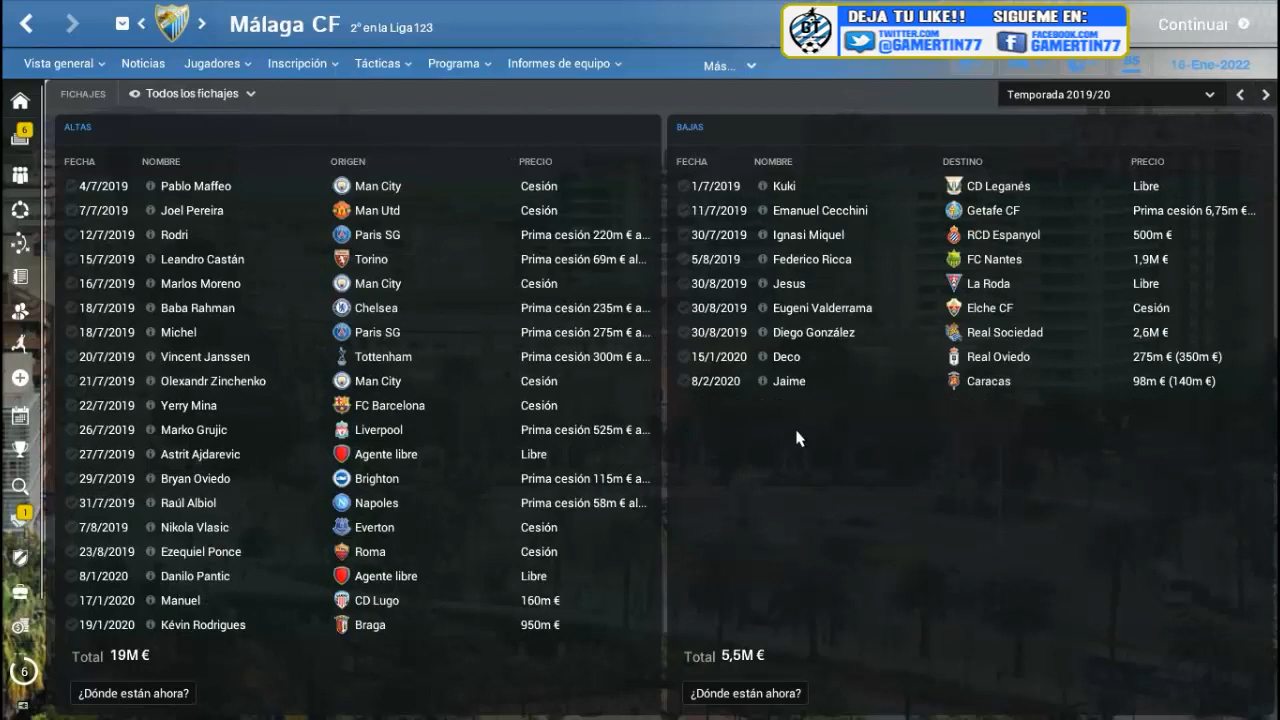 Málaga CF 2º en la Liga123
DEJA TU LIKE!! SIGUEME EN:
TWITTER.COM @GAMERTIN77 FACEBOOK.COM GAMERTIN77
GT
Continuar
Vista general Noticias Jugadores Inscripción Tácticas Programa Informes de equipo Más... 16-Ene-2022
FICHAJES Todos los fichajes Temporada 2019/20
ALTAS
FECHA NOMBRE ORIGEN PRECIO
4/7/2019 Pablo Maffeo Man City Cesión
7/7/2019 Joel Pereira Man Utd Cesión
12/7/2019 Rodri Paris SG Prima cesión 220m € a...
15/7/2019 Leandro Castán Torino Prima cesión 69m € al...
16/7/2019 Marlos Moreno Man City Cesión
18/7/2019 Baba Rahman Chelsea Prima cesión 235m € a...
18/7/2019 Michel Paris SG Prima cesión 275m € a...
20/7/2019 Vincent Janssen Tottenham Prima cesión 300m € a...
21/7/2019 Olexandr Zinchenko Man City Cesión
22/7/2019 Yerry Mina FC Barcelona Cesión
26/7/2019 Marko Grujic Liverpool Prima cesión 525m € a...
27/7/2019 Astrit Ajdarevic Agente libre Libre
29/7/2019 Bryan Oviedo Brighton Prima cesión 115m € a...
31/7/2019 Raúl Albiol Napoles Prima cesión 58m € al...
7/8/2019 Nikola Vlasic Everton Cesión
23/8/2019 Ezequiel Ponce Roma Cesión
8/1/2020 Danilo Pantic Agente libre Libre
17/1/2020 Manuel CD Lugo 160m €
19/1/2020 Kévin Rodrigues Braga 950m €
Total 19M €
¿Dónde están ahora?
BAJAS
FECHA NOMBRE DESTINO PRECIO
1/7/2019 Kuki CD Leganés Libre
11/7/2019 Emanuel Cecchini Getafe CF Prima cesión 6,75m €...
30/7/2019 Ignasi Miquel RCD Espanyol 500m €
5/8/2019 Federico Ricca FC Nantes 1,9M €
30/8/2019 Jesus La Roda Libre
30/8/2019 Eugeni Valderrama Elche CF Cesión
30/8/2019 Diego González Real Sociedad 2,6M €
15/1/2020 Deco Real Oviedo 275m € (350m €)
8/2/2020 Jaime Caracas 98m € (140m €)
Total 5,5M €
¿Dónde están ahora?
6
1
6